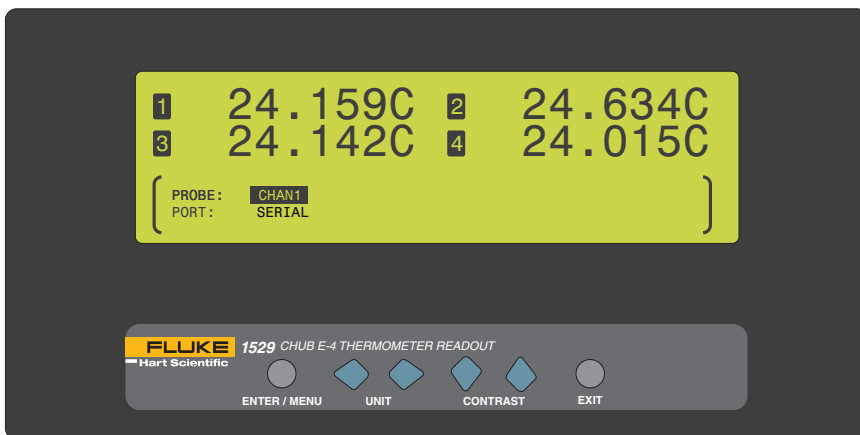 1 24.159C 2 24.634C
3 24.142C 4 24.015C
PROBE: CHAN1
PORT: SERIAL
FLUKE
Hart Scientific
1529 CHUB E-4 THERMOMETER READOUT
ENTER / MENU UNIT CONTRAST EXIT